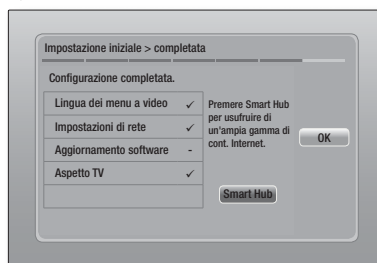 Impostazione iniziale > completata
Configurazione completata.
Lingua dei menu a video ✓
Impostazioni di rete ✓
Aggiornamento software -
Aspetto TV ✓
Premere Smart Hub
per usufruire di
un'ampia gamma di
cont. Internet.
Smart Hub
OK